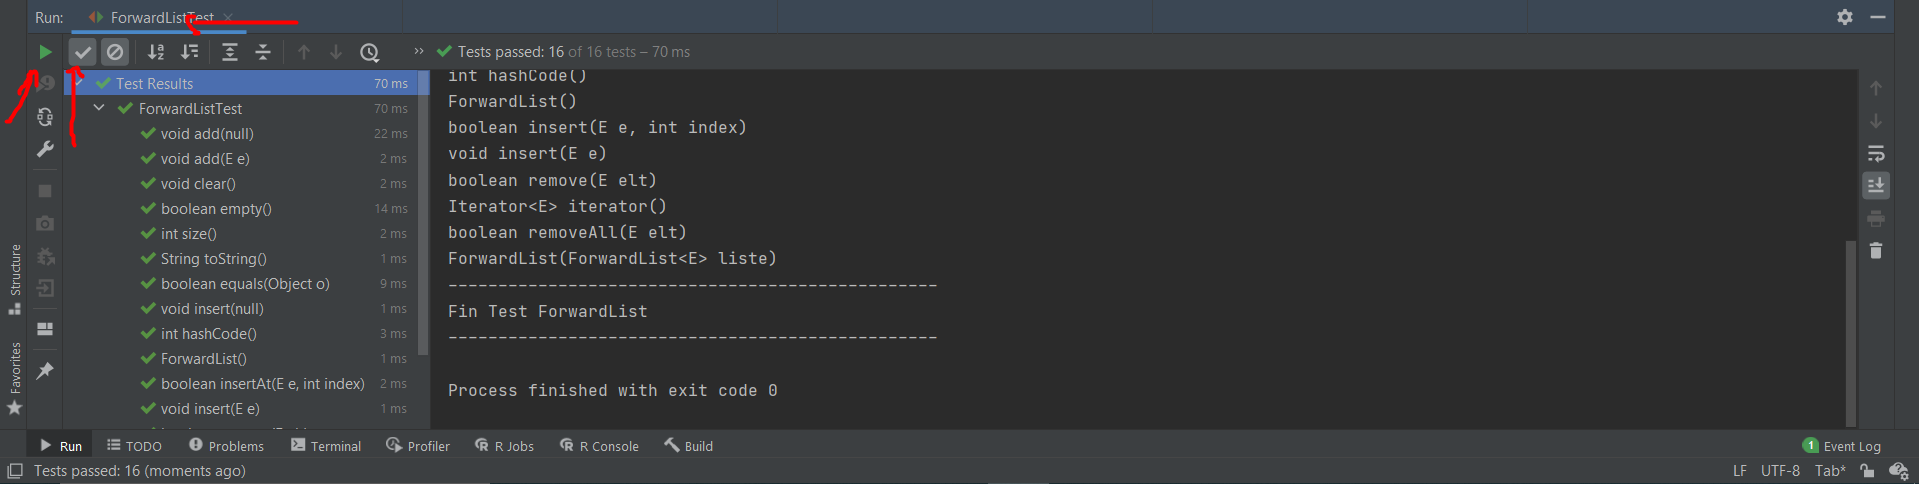 Run: ForwardListTest
Tests passed: 16 of 16 tests – 70 ms
Test Results 70 ms
ForwardListTest 70 ms
void add(null) 22 ms
void add(E e) 2 ms
void clear() 2 ms
boolean empty() 14 ms
int size() 2 ms
String toString() 1 ms
boolean equals(Object o) 9 ms
void insert(null) 1 ms
int hashCode() 3 ms
ForwardList() 1 ms
boolean insertAt(E e, int index) 2 ms
void insert(E e) 1 ms
int hashCode()
ForwardList()
boolean insert(E e, int index)
void insert(E e)
boolean remove(E elt)
Iterator<E> iterator()
boolean removeAll(E elt)
ForwardList(ForwardList<E> liste)
-------------------------------------------------
Fin Test ForwardList
-------------------------------------------------
Process finished with exit code 0
Structure
Favorites
Run TODO Problems Terminal Profiler R Jobs R Console Build 1 Event Log
Tests passed: 16 (moments ago) LF UTF-8 Tab*